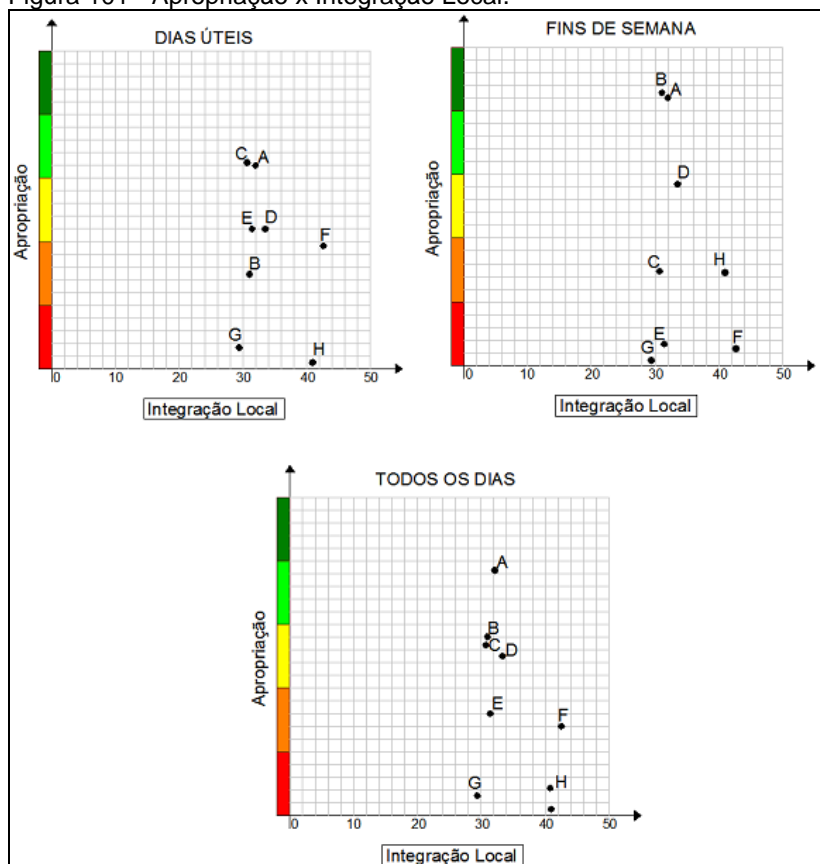 Figura 101 - Apropriação x Integração Local.
DIAS ÚTEIS
Apropriação
C A
E D
F
B
G
H
0 10 20 30 40 50
Integração Local
FINS DE SEMANA
Apropriação
B A
D
C H
E F
G
0 10 20 30 40 50
Integração Local
TODOS OS DIAS
Apropriação
A
B
C D
E F
G H
0 10 20 30 40 50
Integração Local